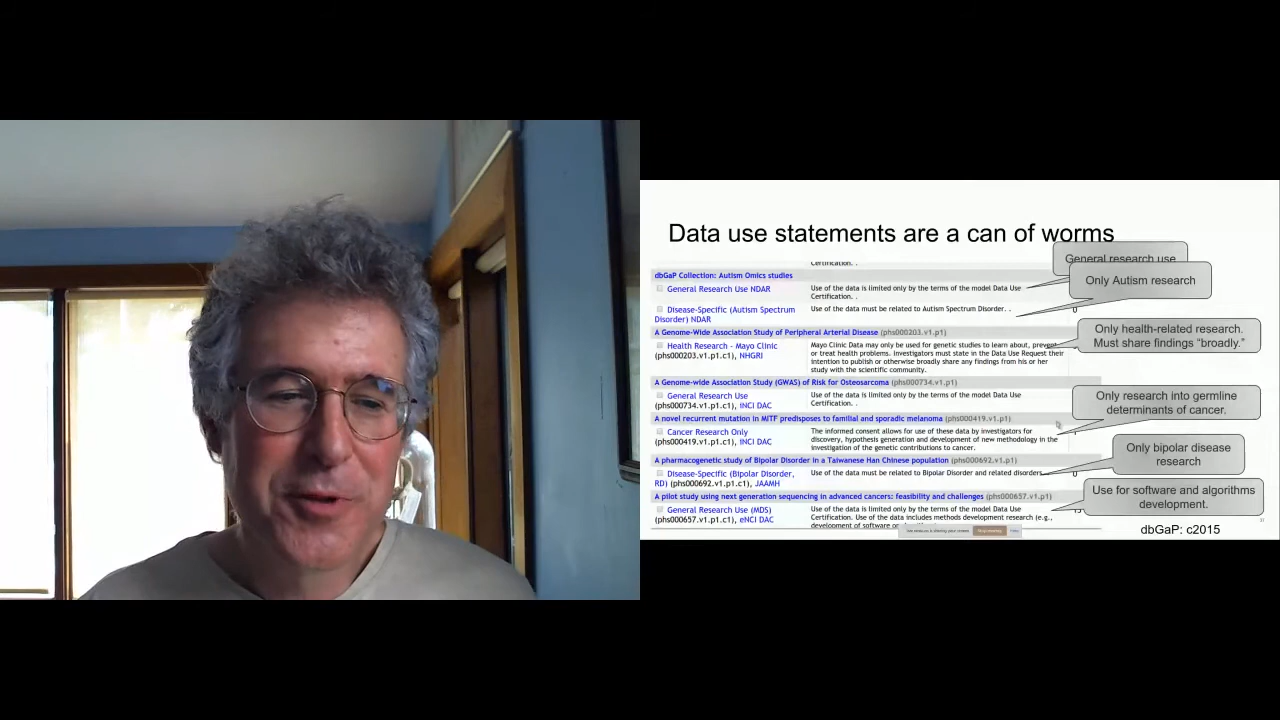 Data use statements are a can of worms
General research use
Certification. .
dbGaP Collection: Autism Omics studies
Only Autism research
General Research Use NDAR
Use of the data is limited only by the terms of the model Data Use
Certification. .
Disease-Specific (Autism Spectrum
Disorder) NDAR
Use of the data must be related to Autism Spectrum Disorder. .
0
A Genome-Wide Association Study of Peripheral Arterial Disease (phs000203.v1.p1)
Only health-related research.
Must share findings “broadly.”
Health Research - Mayo Clinic
(phs000203.v1.p1.c1), NHGRI
Mayo Clinic Data may only be used for genetic studies to learn about, prevent
or treat health problems. Investigators must state in the Data Use Request their
intention to publish or otherwise broadly share any findings from his or her
study with the scientific community.
A Genome-wide Association Study (GWAS) of Risk for Osteosarcoma (phs000734.v1.p1)
General Research Use
(phs000734.v1.p1.c1), INCI DAC
Use of the data is limited only by the terms of the model Data Use
Certification. .
Only research into germline
determinants of cancer.
A novel recurrent mutation in MITF predisposes to familial and sporadic melanoma (phs000419.v1.p1)
Cancer Research Only
(phs000419.v1.p1.c1), INCI DAC
The informed consent allows for use of these data by investigators for
discovery, hypothesis generation and development of new methodology in the
investigation of the genetic contributions to cancer.
1
Only bipolar disease
research
A pharmacogenetic study of Bipolar Disorder in a Taiwanese Han Chinese population (phs000692.v1.p1)
Disease-Specific (Bipolar Disorder,
RD) (phs000692.v1.p1.c1), JAAMH
Use of the data must be related to Bipolar Disorder and related disorders.
0
Use for software and algorithms
development.
A pilot study using next generation sequencing in advanced cancers: feasibility and challenges (phs000657.v1.p1)
General Research Use (MDS)
(phs000657.v1.p1.c1), eNCI DAC
Use of the data is limited only by the terms of the model Data Use
Certification. Use of the data includes methods development research (e.g.,
development of software or
dbGaP: c2015